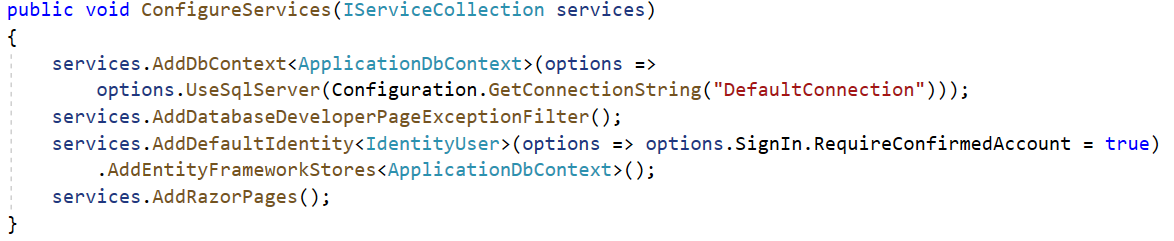 public void ConfigureServices(IServiceCollection services)
{
    services.AddDbContext<ApplicationDbContext>(options =>
        options.UseSqlServer(Configuration.GetConnectionString("DefaultConnection")));
    services.AddDatabaseDeveloperPageExceptionFilter();
    services.AddDefaultIdentity<IdentityUser>(options => options.SignIn.RequireConfirmedAccount = true)
        .AddEntityFrameworkStores<ApplicationDbContext>();
    services.AddRazorPages();
}